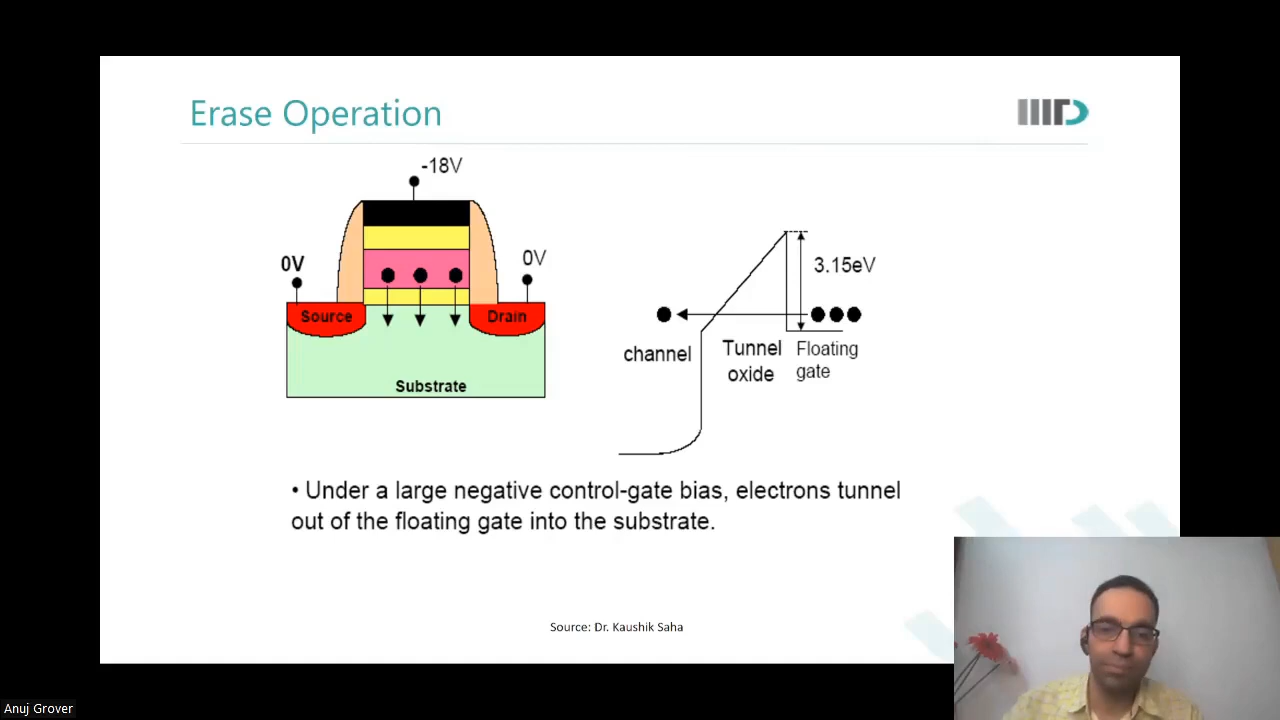 Erase Operation
IIITD
-18V
0V
0V
Source
Drain
Substrate
3.15eV
channel
Tunnel
oxide
Floating
gate
• Under a large negative control-gate bias, electrons tunnel
out of the floating gate into the substrate.
Source: Dr. Kaushik Saha
Anuj Grover